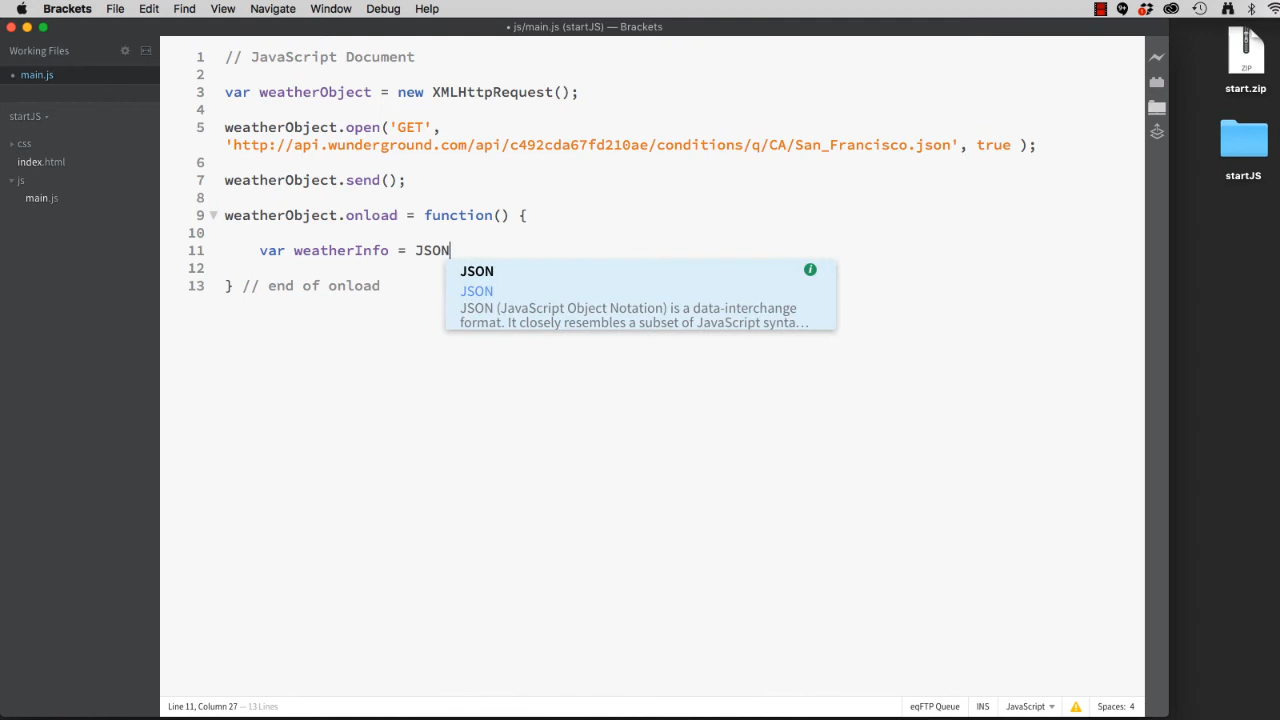 Brackets File Edit Find View Navigate Window Debug Help
• js/main.js (startJS) — Brackets
Working Files
• main.js
startJS
css
index.html
js
main.js
1 // JavaScript Document
2
3 var weatherObject = new XMLHttpRequest();
4
5 weatherObject.open('GET',
'http://api.wunderground.com/api/c492cda67fd210ae/conditions/q/CA/San_Francisco.json', true );
6
7 weatherObject.send();
8
9 weatherObject.onload = function() {
10
11 var weatherInfo = JSON
12
13 } // end of onload
JSON
JSON
JSON (JavaScript Object Notation) is a data-interchange
format. It closely resembles a subset of JavaScript synta…
ZIP
start.zip
startJS
Line 11, Column 27 — 13 Lines
eqFTP Queue INS JavaScript Spaces: 4